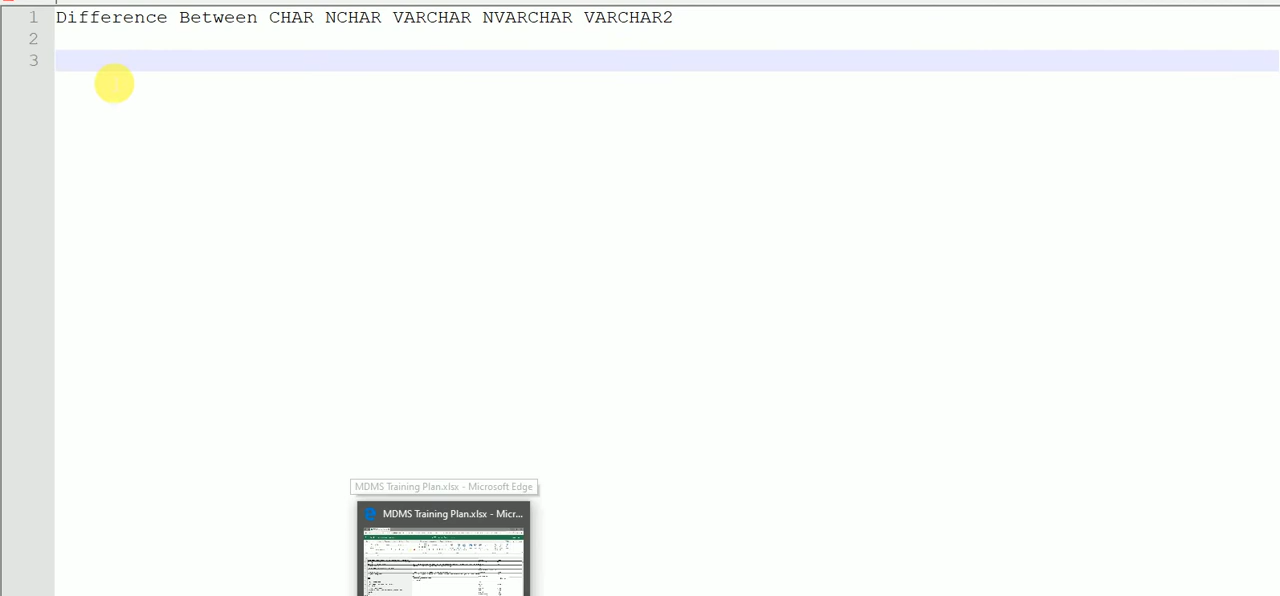 1 Difference Between CHAR NCHAR VARCHAR NVARCHAR VARCHAR2
2
3
MDMS Training Plan.xlsx - Microsoft Edge
MDMS Training Plan.xlsx - Micr...